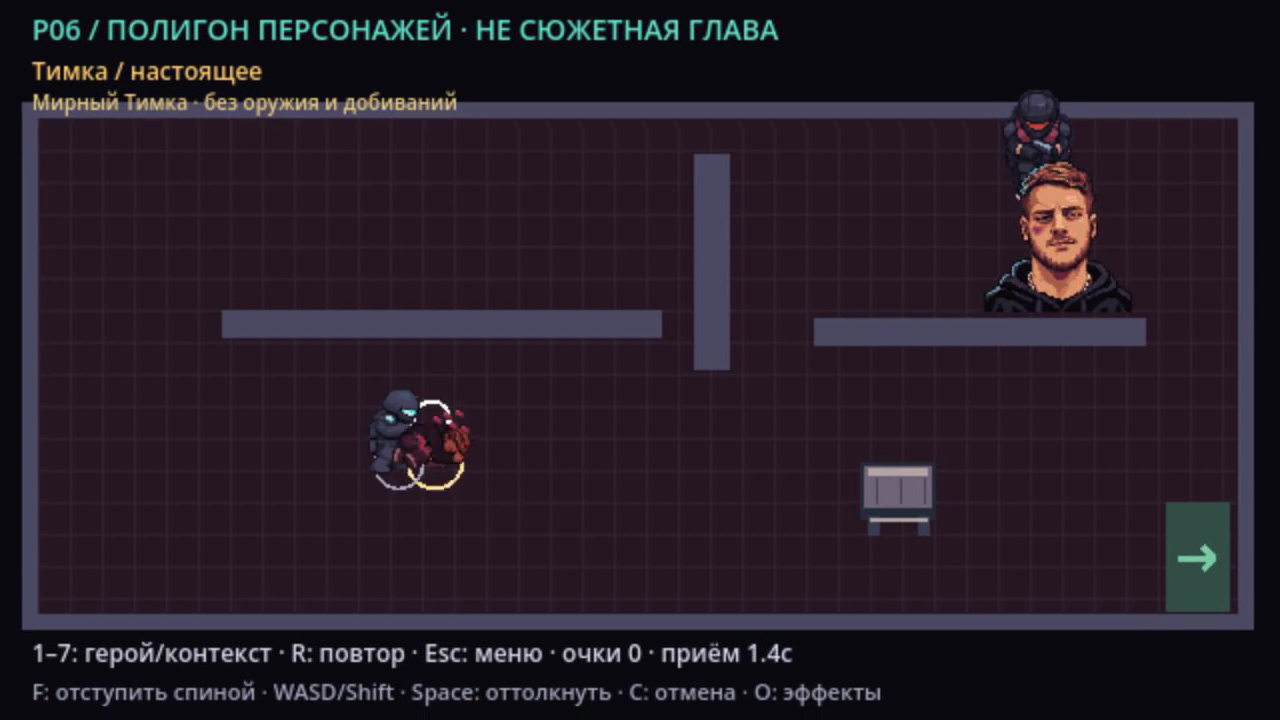 P06 / ПОЛИГОН ПЕРСОНАЖЕЙ · НЕ СЮЖЕТНАЯ ГЛАВА
Тимка / настоящее
Мирный Тимка · без оружия и добиваний
→
1–7: герой/контекст · R: повтор · Esc: меню · очки 0 · приём 1.4с
F: отступить спиной · WASD/Shift · Space: оттолкнуть · C: отмена · O: эффекты